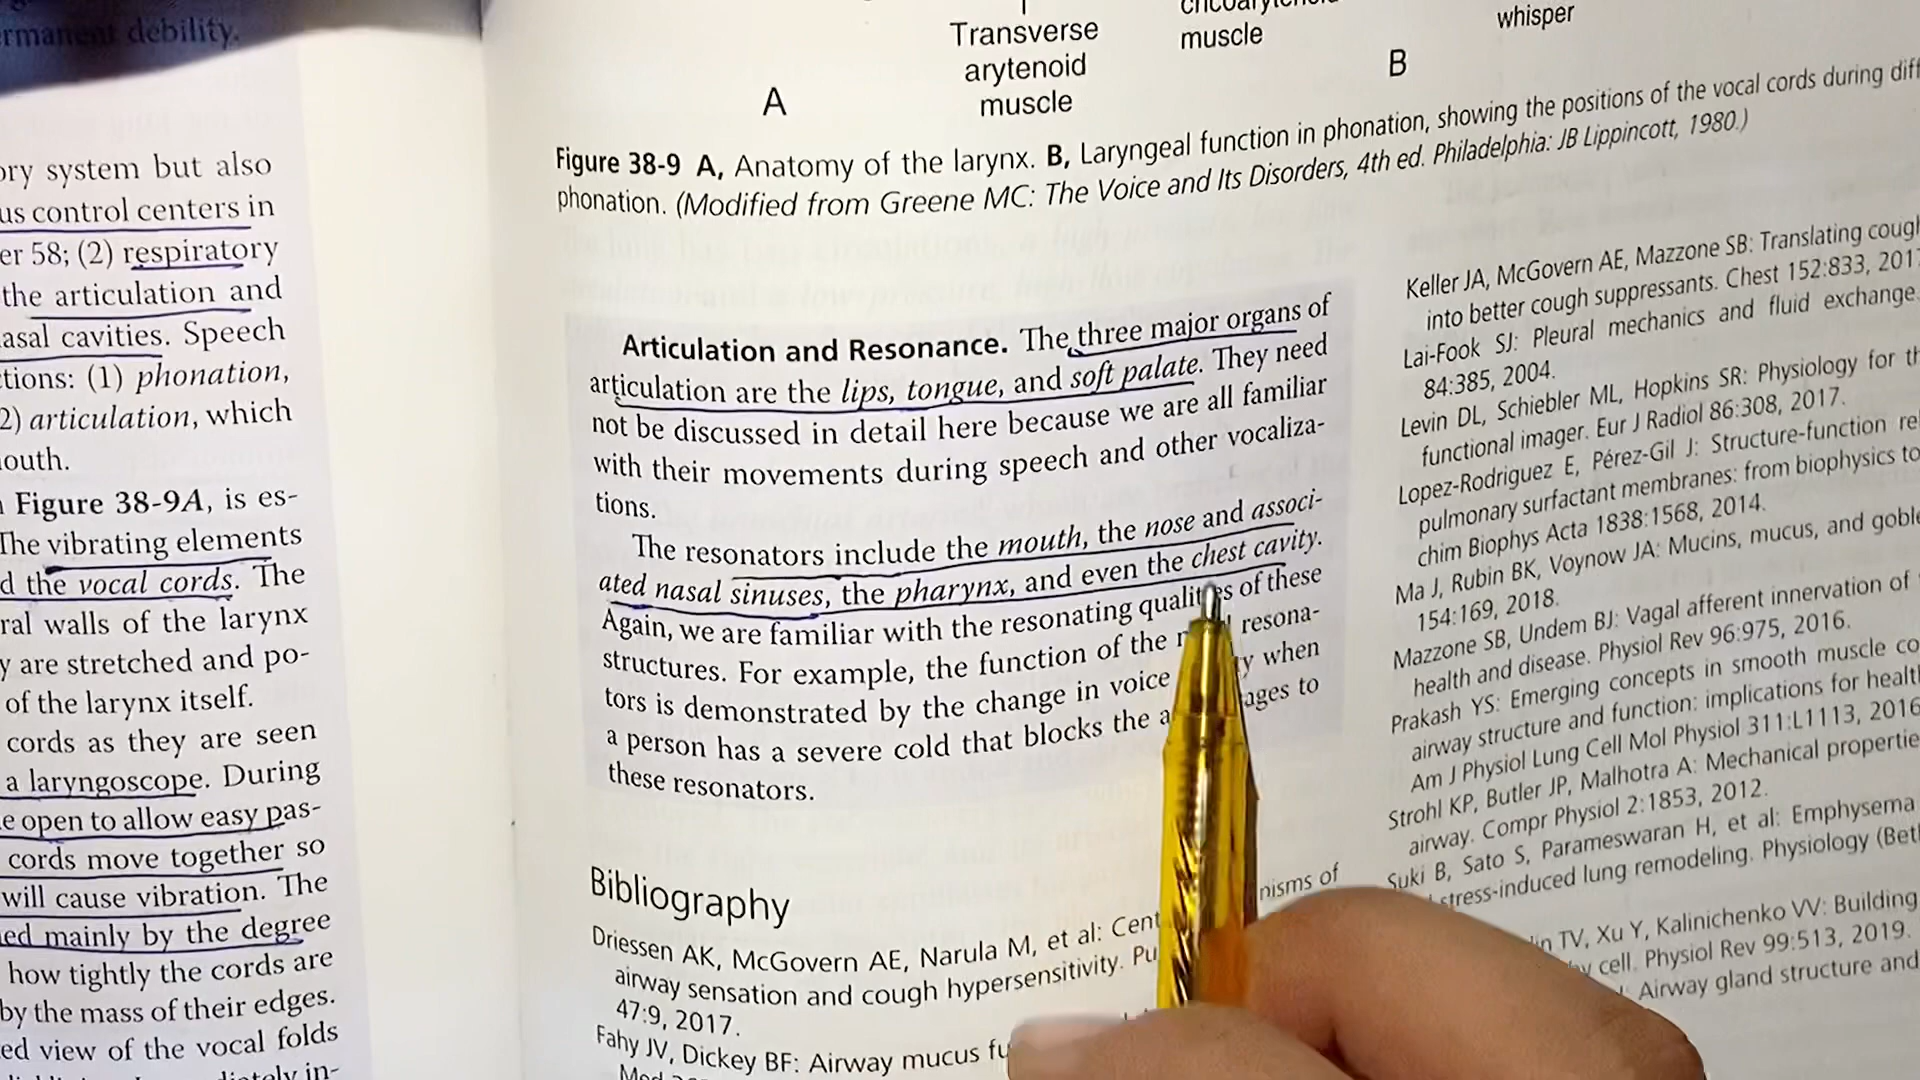 permanent debility.
ory system but also
us control centers in
er 58; (2) respiratory
the articulation and
asal cavities. Speech
tions: (1) phonation,
2) articulation, which
outh.
Figure 38-9A, is es-
The vibrating elements
d the vocal cords. The
ral walls of the larynx
y are stretched and po-
of the larynx itself.
cords as they are seen
a laryngoscope. During
e open to allow easy pas-
cords move together so
will cause vibration. The
ed mainly by the degree
how tightly the cords are
by the mass of their edges.
ed view of the vocal folds
Transverse
arytenoid
muscle
muscle
whisper
A
B
Figure 38-9 A, Anatomy of the larynx. B, Laryngeal function in phonation, showing the positions of the vocal cords during diff
phonation. (Modified from Greene MC: The Voice and Its Disorders, 4th ed. Philadelphia: JB Lippincott, 1980.)
Articulation and Resonance. The three major organs of
articulation are the lips, tongue, and soft palate. They need
not be discussed in detail here because we are all familiar
with their movements during speech and other vocaliza-
tions.
The resonators include the mouth, the nose and associ-
ated nasal sinuses, the pharynx, and even the chest cavity.
Again, we are familiar with the resonating qualities of these
structures. For example, the function of the resona-
tors is demonstrated by the change in voice when
a person has a severe cold that blocks the ages to
these resonators.
Bibliography
Driessen AK, McGovern AE, Narula M, et al: Cent nisms of
airway sensation and cough hypersensitivity. Pu
47:9, 2017.
Fahy JV, Dickey BF: Airway mucus fu
Keller JA, McGovern AE, Mazzone SB: Translating cough
into better cough suppressants. Chest 152:833, 201
Lai-Fook SJ: Pleural mechanics and fluid exchange.
84:385, 2004.
Levin DL, Schiebler ML, Hopkins SR: Physiology for th
functional imager. Eur J Radiol 86:308, 2017.
Lopez-Rodriguez E, Pérez-Gil J: Structure-function re
pulmonary surfactant membranes: from biophysics to
chim Biophys Acta 1838:1568, 2014.
Ma J, Rubin BK, Voynow JA: Mucins, mucus, and goble
154:169, 2018.
Mazzone SB, Undem BJ: Vagal afferent innervation of
health and disease. Physiol Rev 96:975, 2016.
Prakash YS: Emerging concepts in smooth muscle co
airway structure and function: implications for healt
Am J Physiol Lung Cell Mol Physiol 311:L1113, 2016
Strohl KP, Butler JP, Malhotra A: Mechanical propertie
airway. Compr Physiol 2:1853, 2012.
Suki B, Sato S, Parameswaran H, et al: Emphysema
stress-induced lung remodeling. Physiology (Bet
in TV, Xu Y, Kalinichenko VV: Building
cell. Physiol Rev 99:513, 2019.
Airway gland structure and